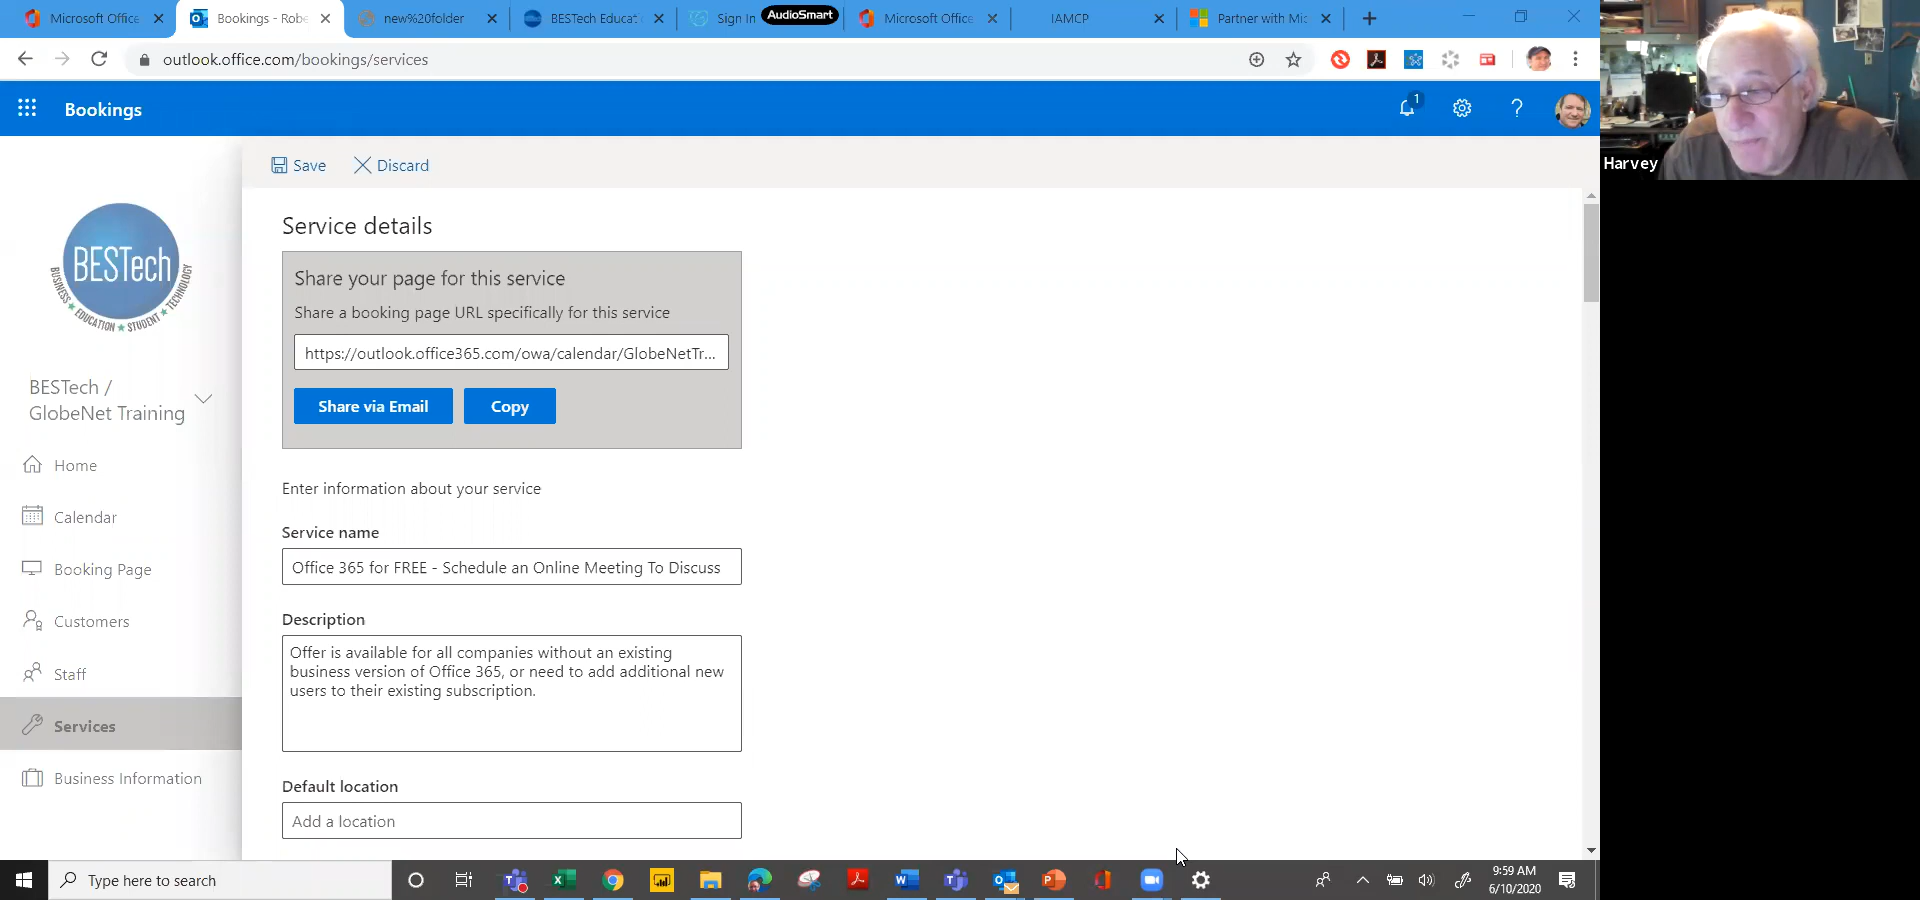 Microsoft Office
Bookings - Robe
new%20folder
BESTech Educati
Sign In
AudioSmart
Microsoft Office
IAMCP
Partner with Mic
outlook.office.com/bookings/services
Bookings
1
Harvey
Save
Discard
BESTech
BUSINESS ★ EDUCATION ★ STUDENT ★ TECHNOLOGY
BESTech /
GlobeNet Training
Home
Calendar
Booking Page
Customers
Staff
Services
Business Information
Service details
Share your page for this service
Share a booking page URL specifically for this service
https://outlook.office365.com/owa/calendar/GlobeNetTr...
Share via Email
Copy
Enter information about your service
Service name
Office 365 for FREE - Schedule an Online Meeting To Discuss
Description
Offer is available for all companies without an existing
business version of Office 365, or need to add additional new
users to their existing subscription.
Default location
Add a location
Type here to search
9:59 AM
6/10/2020